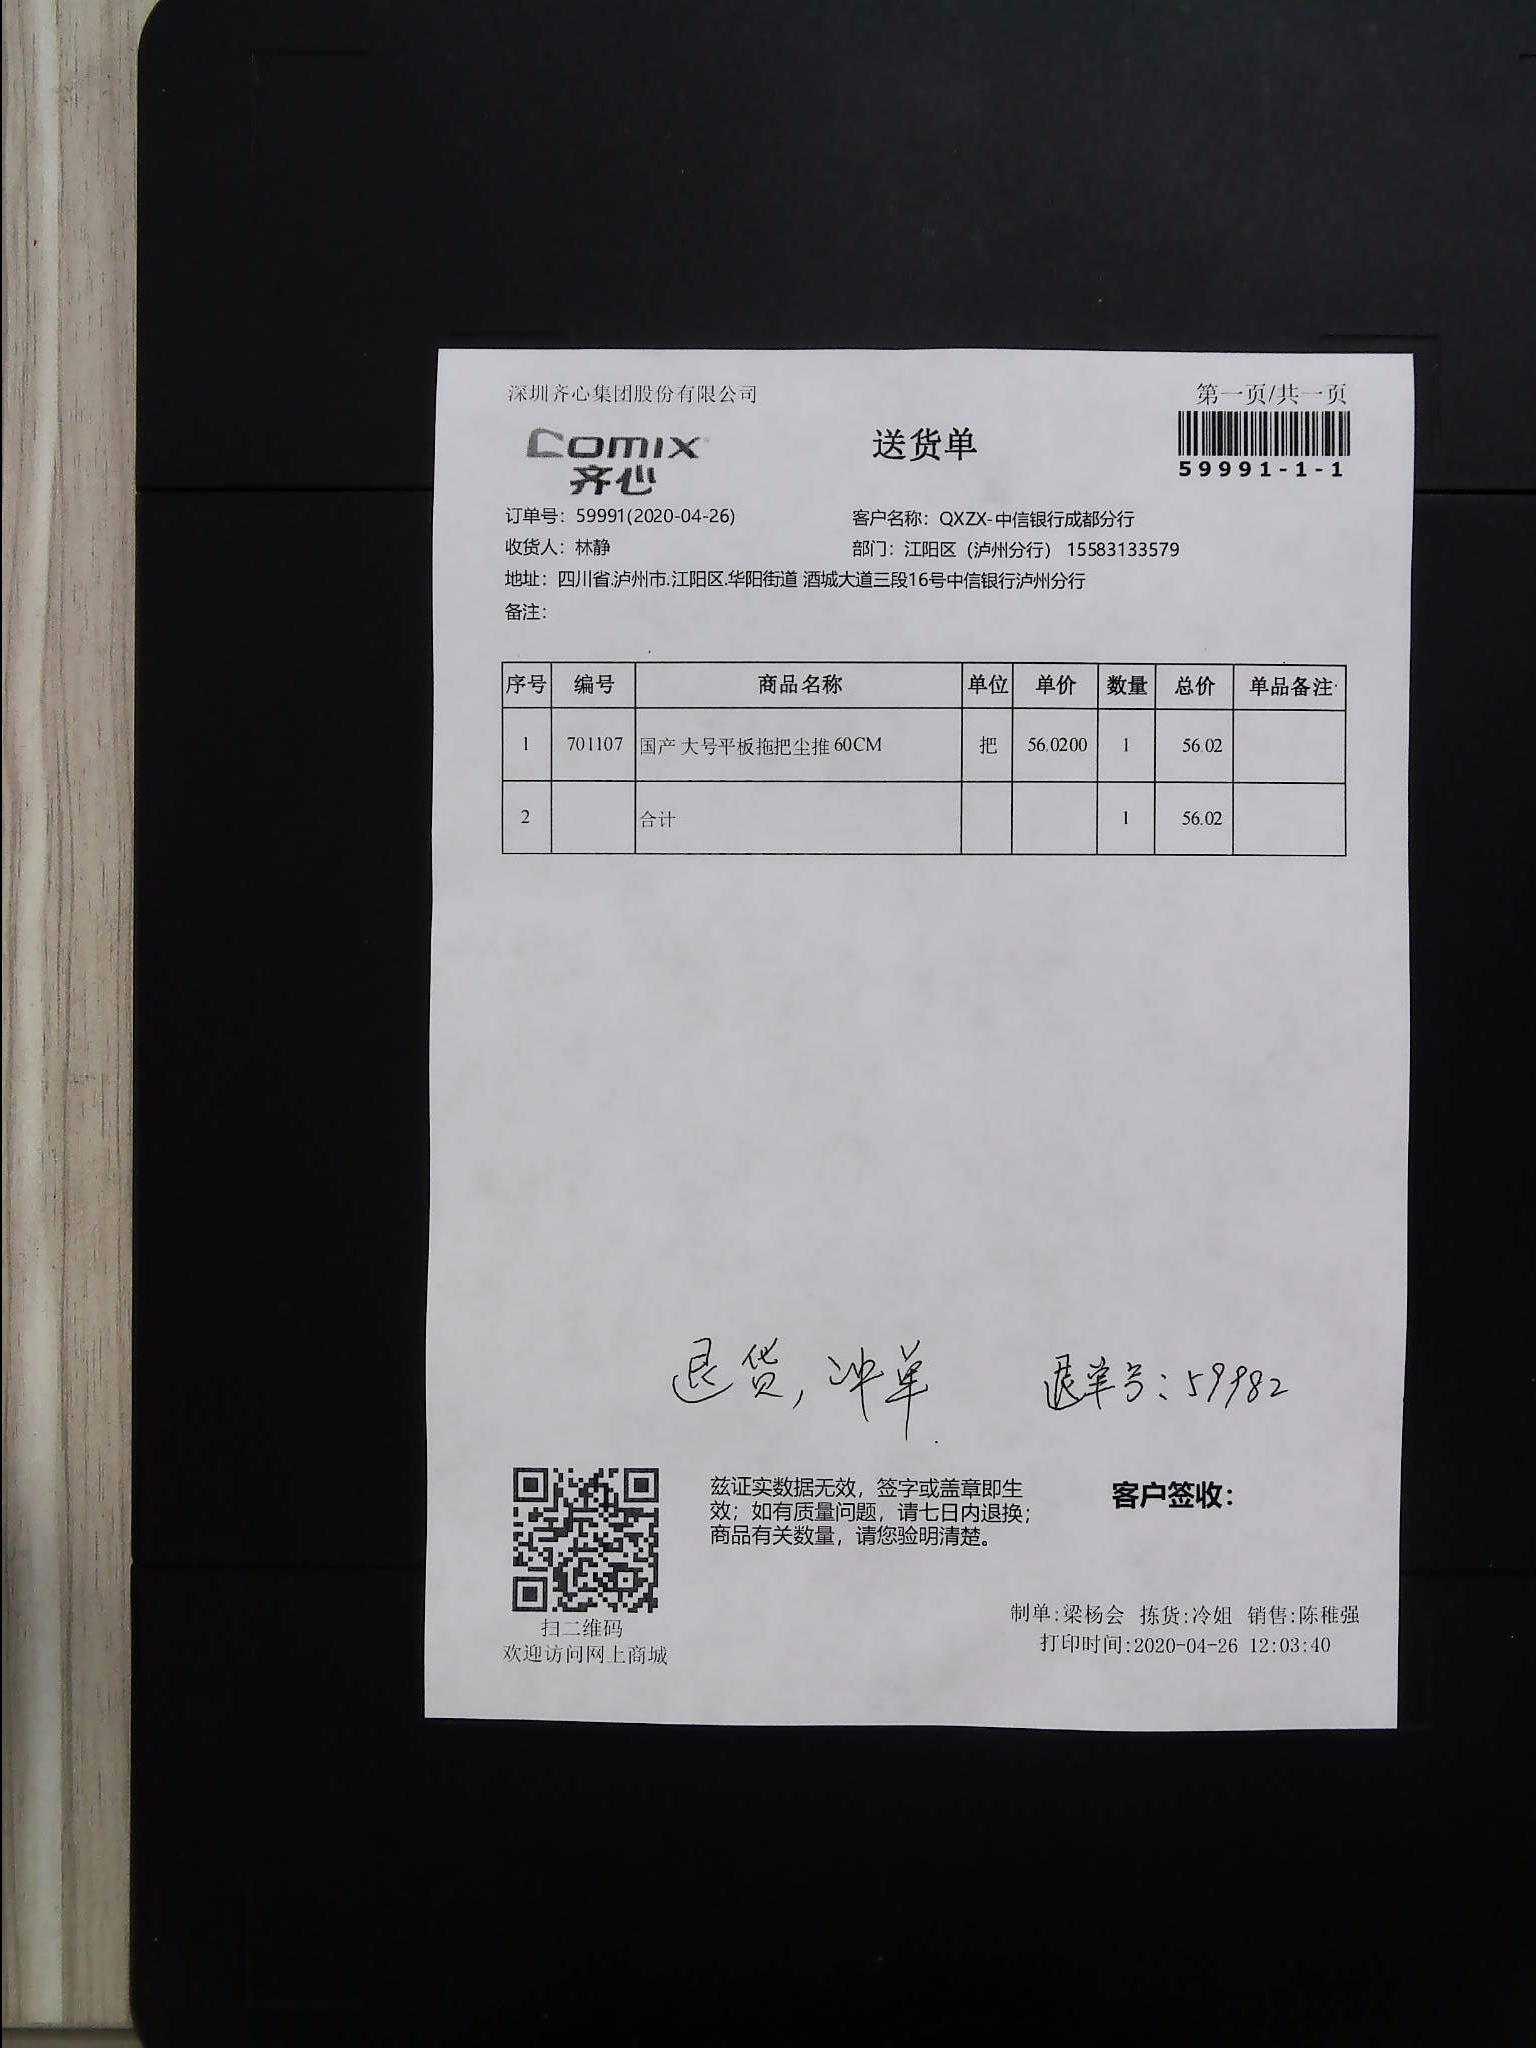 深圳齐心集团股份有限公司
第一页/共一页
COMIX
齐心
送货单
59991-1-1
订单号：59991(2020-04-26)
客户名称：QXZX-中信银行成都分行
收货人：林静
部门：江阳区（泸州分行） 15583133579
地址：四川省.泸州市.江阳区.华阳街道 酒城大道三段16号中信银行泸州分行
备注：
序号 编号 商品名称 单位 单价 数量 总价 单品备注
1 701107 国产 大号平板拖把尘推 60CM 把 56.0200 1 56.02
2 合计 1 56.02
退货，冲单 退单号：59982
兹证实数据无效，签字或盖章即生
效；如有质量问题，请七日内退换；
商品有关数量，请您验明清楚。
客户签收：
扫二维码
欢迎访问网上商城
制单:梁杨会 拣货:冷姐 销售:陈稚强
打印时间:2020-04-26 12:03:40